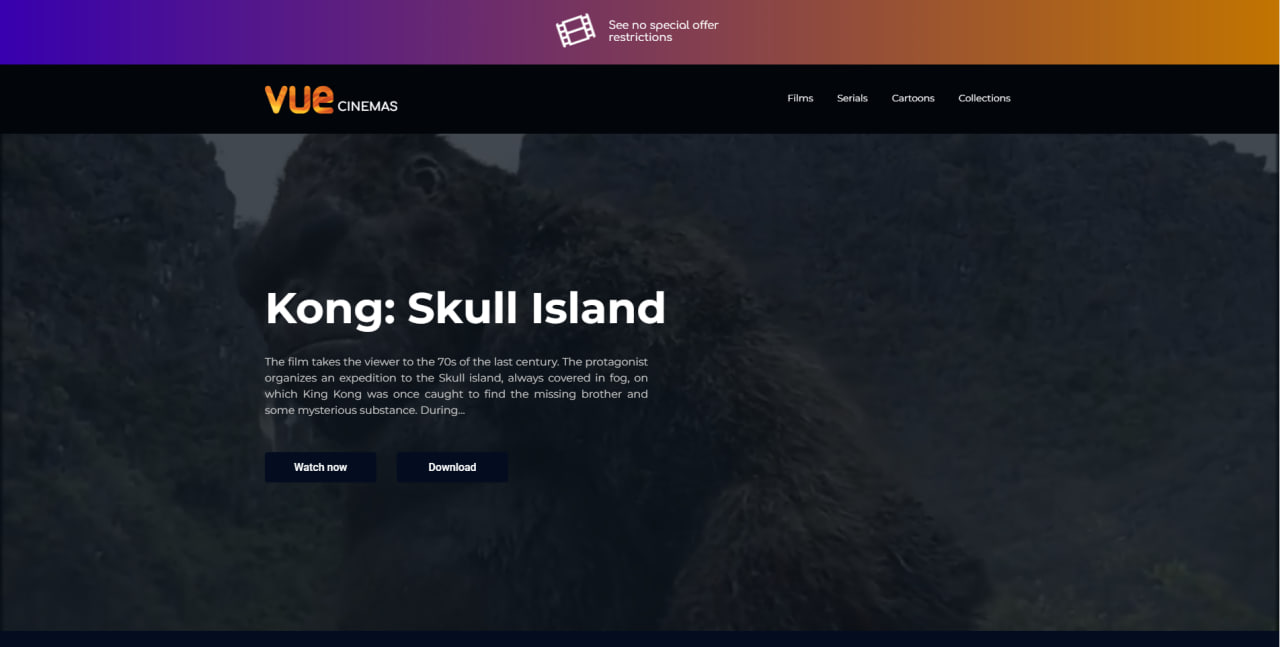 See no special offer
restrictions
VUE CINEMAS
Films Serials Cartoons Collections
Kong: Skull Island
The film takes the viewer to the 70s of the last century. The protagonist
organizes an expedition to the Skull island, always covered in fog, on
which King Kong was once caught to find the missing brother and
some mysterious substance. During...
Watch now Download